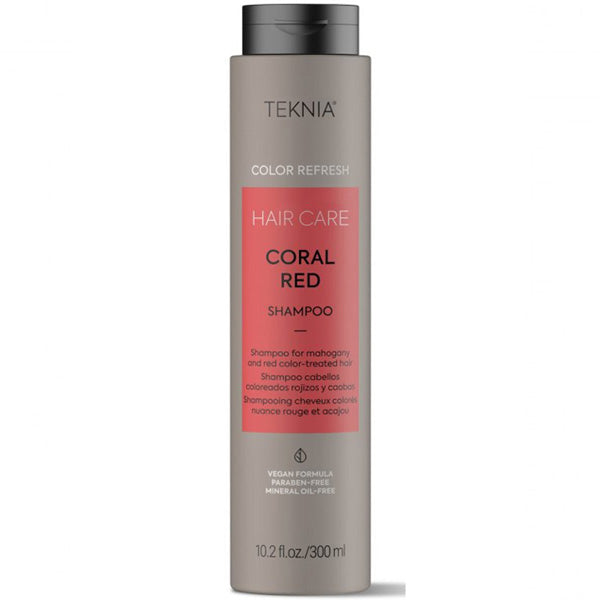 TEKNIA®
COLOR REFRESH
HAIR CARE
CORAL
RED
SHAMPOO
Shampoo for mahogany
and red color-treated hair
Shampoo cabellos
coloreados rojizos y caobas
Shampooing cheveux colorés
nuance rouge et acajou
VEGAN FORMULA
PARABEN-FREE
MINERAL OIL-FREE
10.2 fl.oz./300 ml